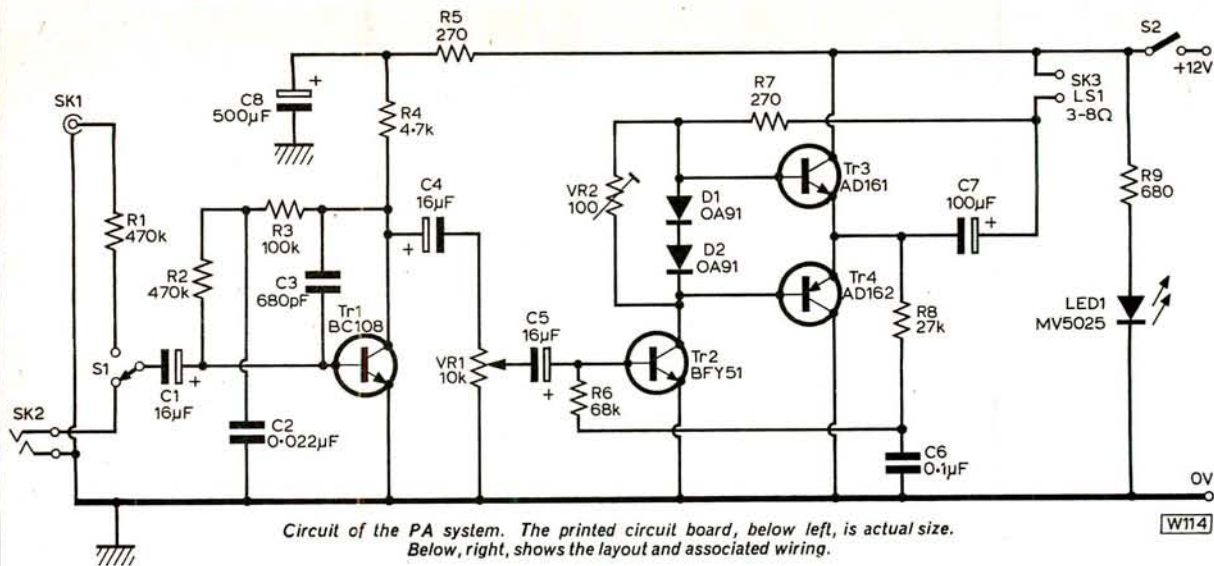 R5
270
S2
+12V
SK1
C8
500µF
+
R4
4·7k
R7
270
SK3
LS1
3-8Ω
C4
16µF
+
VR2
100
D1
OA91
D2
OA91
Tr3
AD161
C7
100µF
+
R9
680
R1
470k
R3
100k
R2
470k
C3
680pF
Tr1
BC108
Tr4
AD162
R8
27k
LED1
MV5025
S1
C1
16µF
+
VR1
10k
C5
16µF
+
Tr2
BFY51
R6
68k
SK2
C2
0·022µF
C6
0·1µF
0V
Circuit of the PA system. The printed circuit board, below left, is actual size.
Below, right, shows the layout and associated wiring.
W114